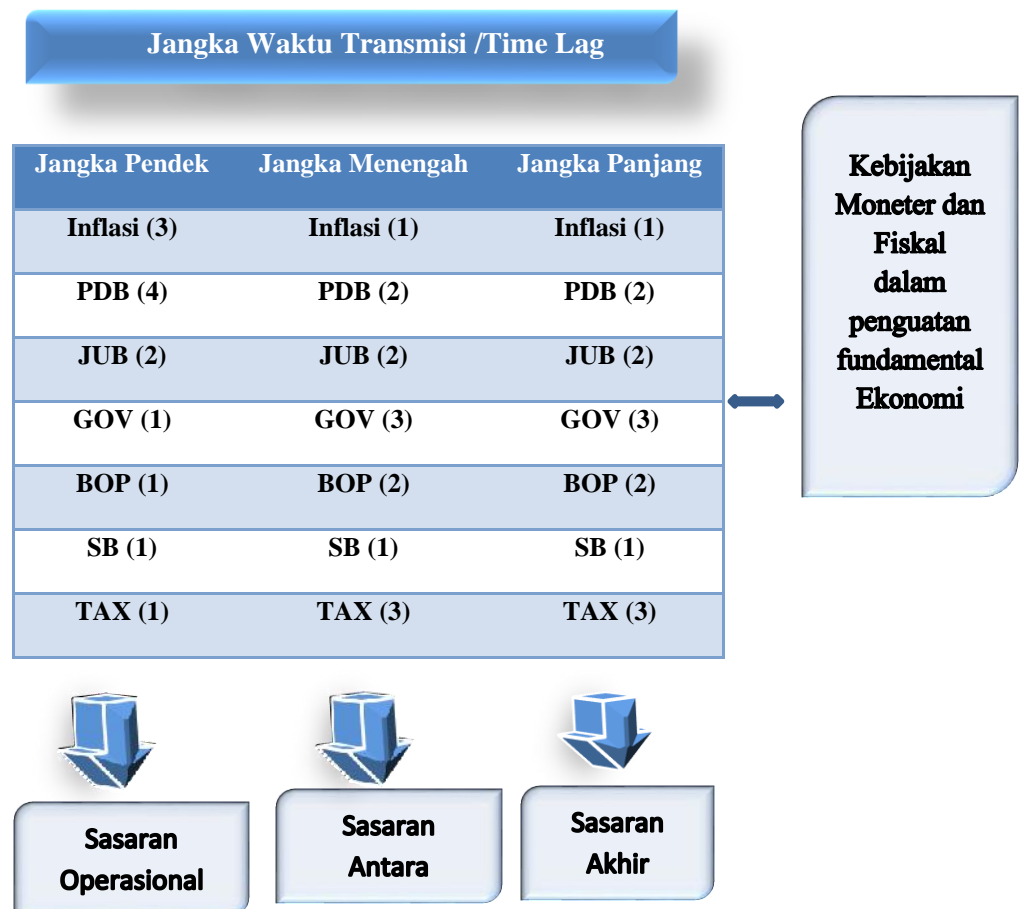 Jangka Waktu Transmisi /Time Lag
Jangka Pendek Jangka Menengah Jangka Panjang
Inflasi (3) Inflasi (1) Inflasi (1)
PDB (4) PDB (2) PDB (2)
JUB (2) JUB (2) JUB (2)
GOV (1) GOV (3) GOV (3)
BOP (1) BOP (2) BOP (2)
SB (1) SB (1) SB (1)
TAX (1) TAX (3) TAX (3)
Kebijakan
Moneter dan
Fiskal
dalam
penguatan
fundamental
Ekonomi
Sasaran
Operasional
Sasaran
Antara
Sasaran
Akhir